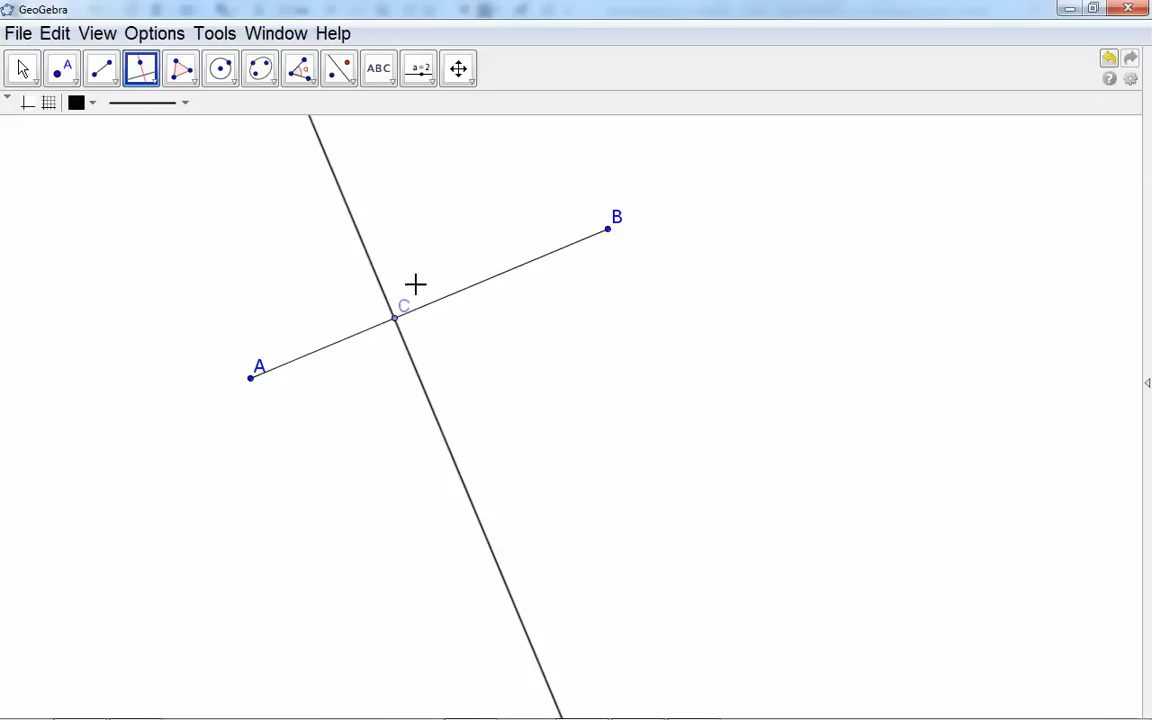 GeoGebra
File Edit View Options Tools Window Help
A ABC a=2
B
C
A